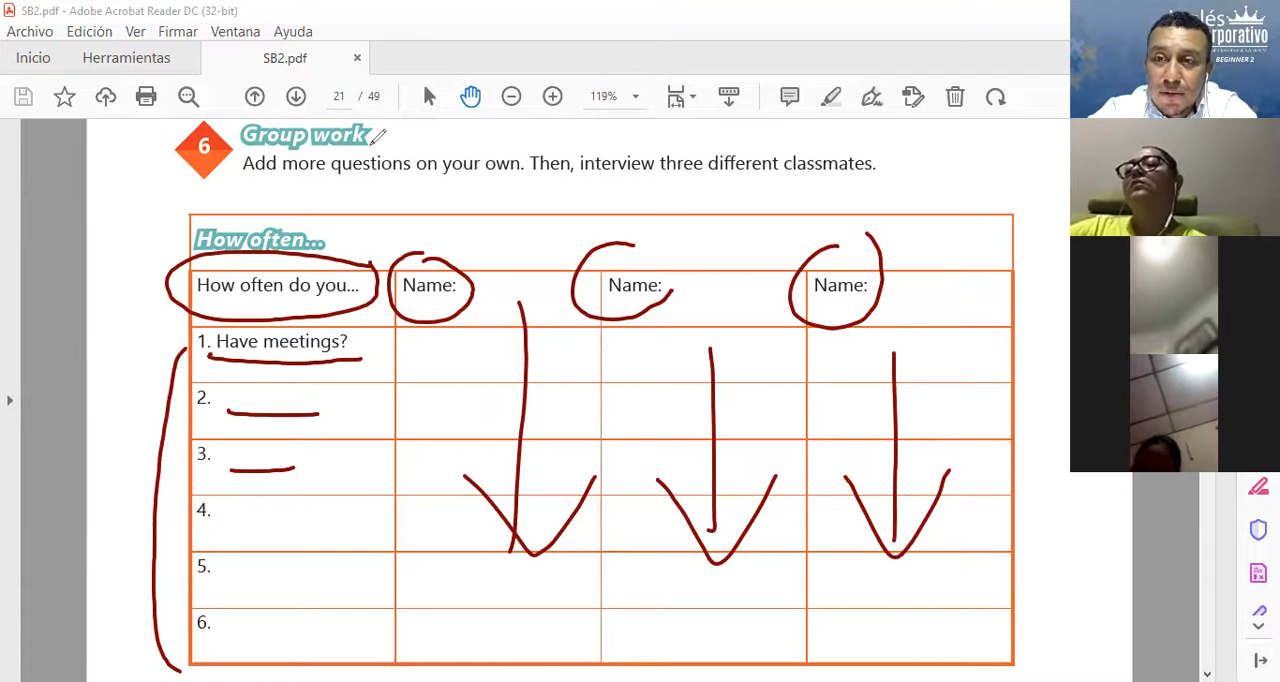 SB2.pdf - Adobe Acrobat Reader DC (32-bit)
Archivo Edición Ver Firmar Ventana Ayuda
Inicio Herramientas SB2.pdf ×
21 / 49 119%
6 Group work
Add more questions on your own. Then, interview three different classmates.
How often...
How often do you... Name: Name: Name:
1. Have meetings?
2.
3.
4.
5.
6.
BEGINNER 2